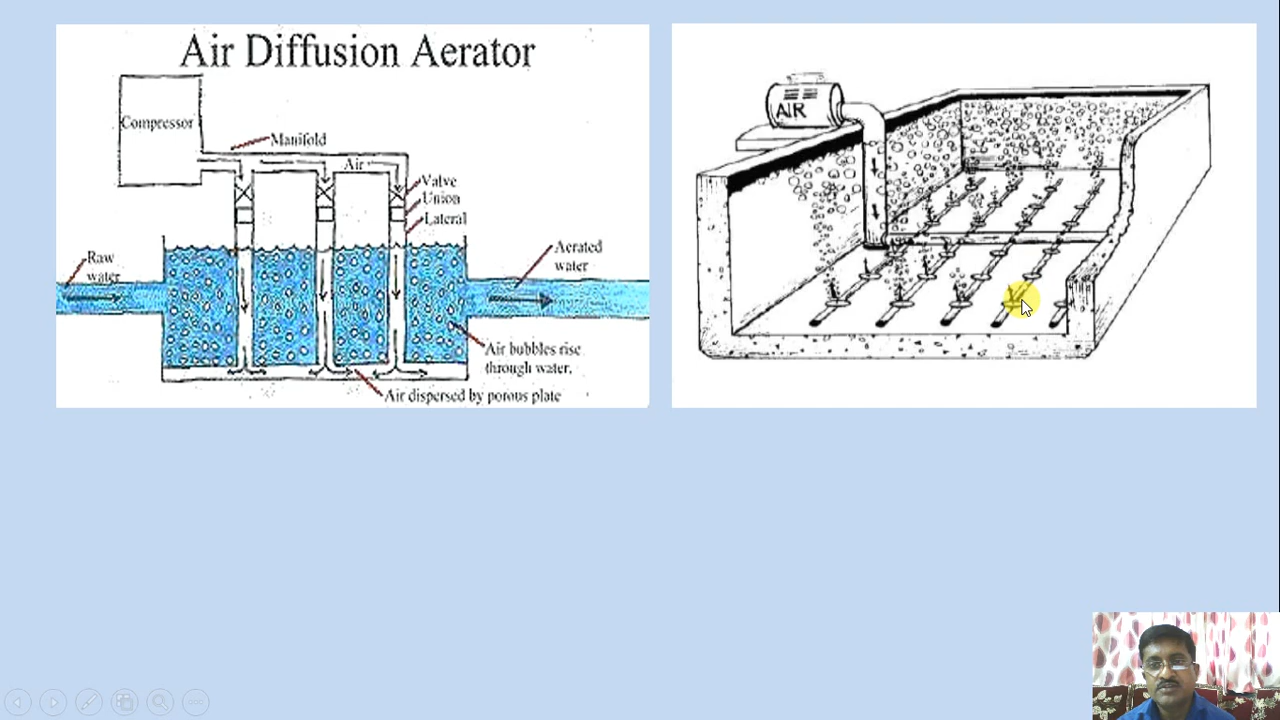 Air Diffusion Aerator
Compressor
Manifold
Air
Valve
Union
Lateral
Raw
water
Aerated
water
Air bubbles rise
through water.
Air dispersed by porous plate
AIR